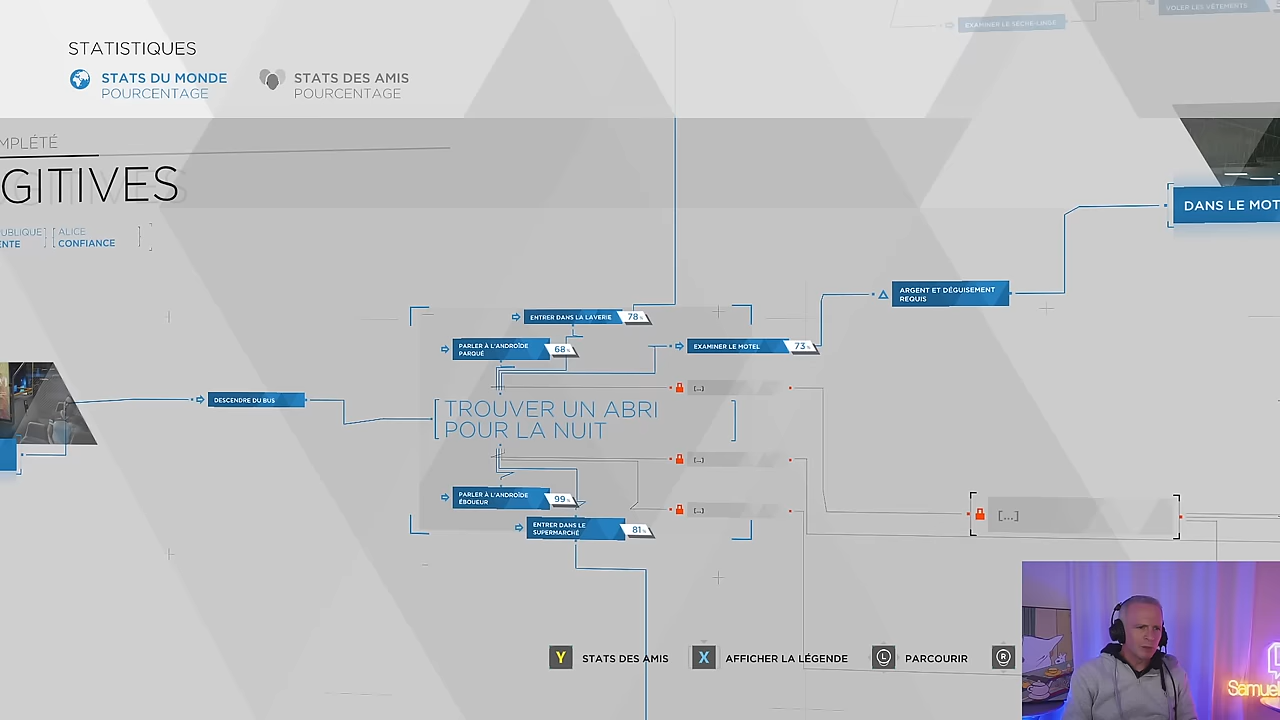 VOLER LES VÊTEMENTS
EXAMINER LE SÈCHE-LINGE
STATISTIQUES
STATS DU MONDE
POURCENTAGE
STATS DES AMIS
POURCENTAGE
MPLÉTÉ
GITIVES
UBLIQUE
ENTE
ALICE
CONFIANCE
DANS LE MOT
ARGENT ET DÉGUISEMENT
REQUIS
ENTRER DANS LA LAVERIE 78%
PARLER À L'ANDROÏDE
PARQUÉ 68%
EXAMINER LE MOTEL 73%
[...]
DESCENDRE DU BUS
TROUVER UN ABRI
POUR LA NUIT
[...]
PARLER À L'ANDROÏDE
ÉBOUEUR 99%
[...]
[...]
ENTRER DANS LE
SUPERMARCHÉ 81%
Y STATS DES AMIS
X AFFICHER LA LÉGENDE
L PARCOURIR
R
Samuel